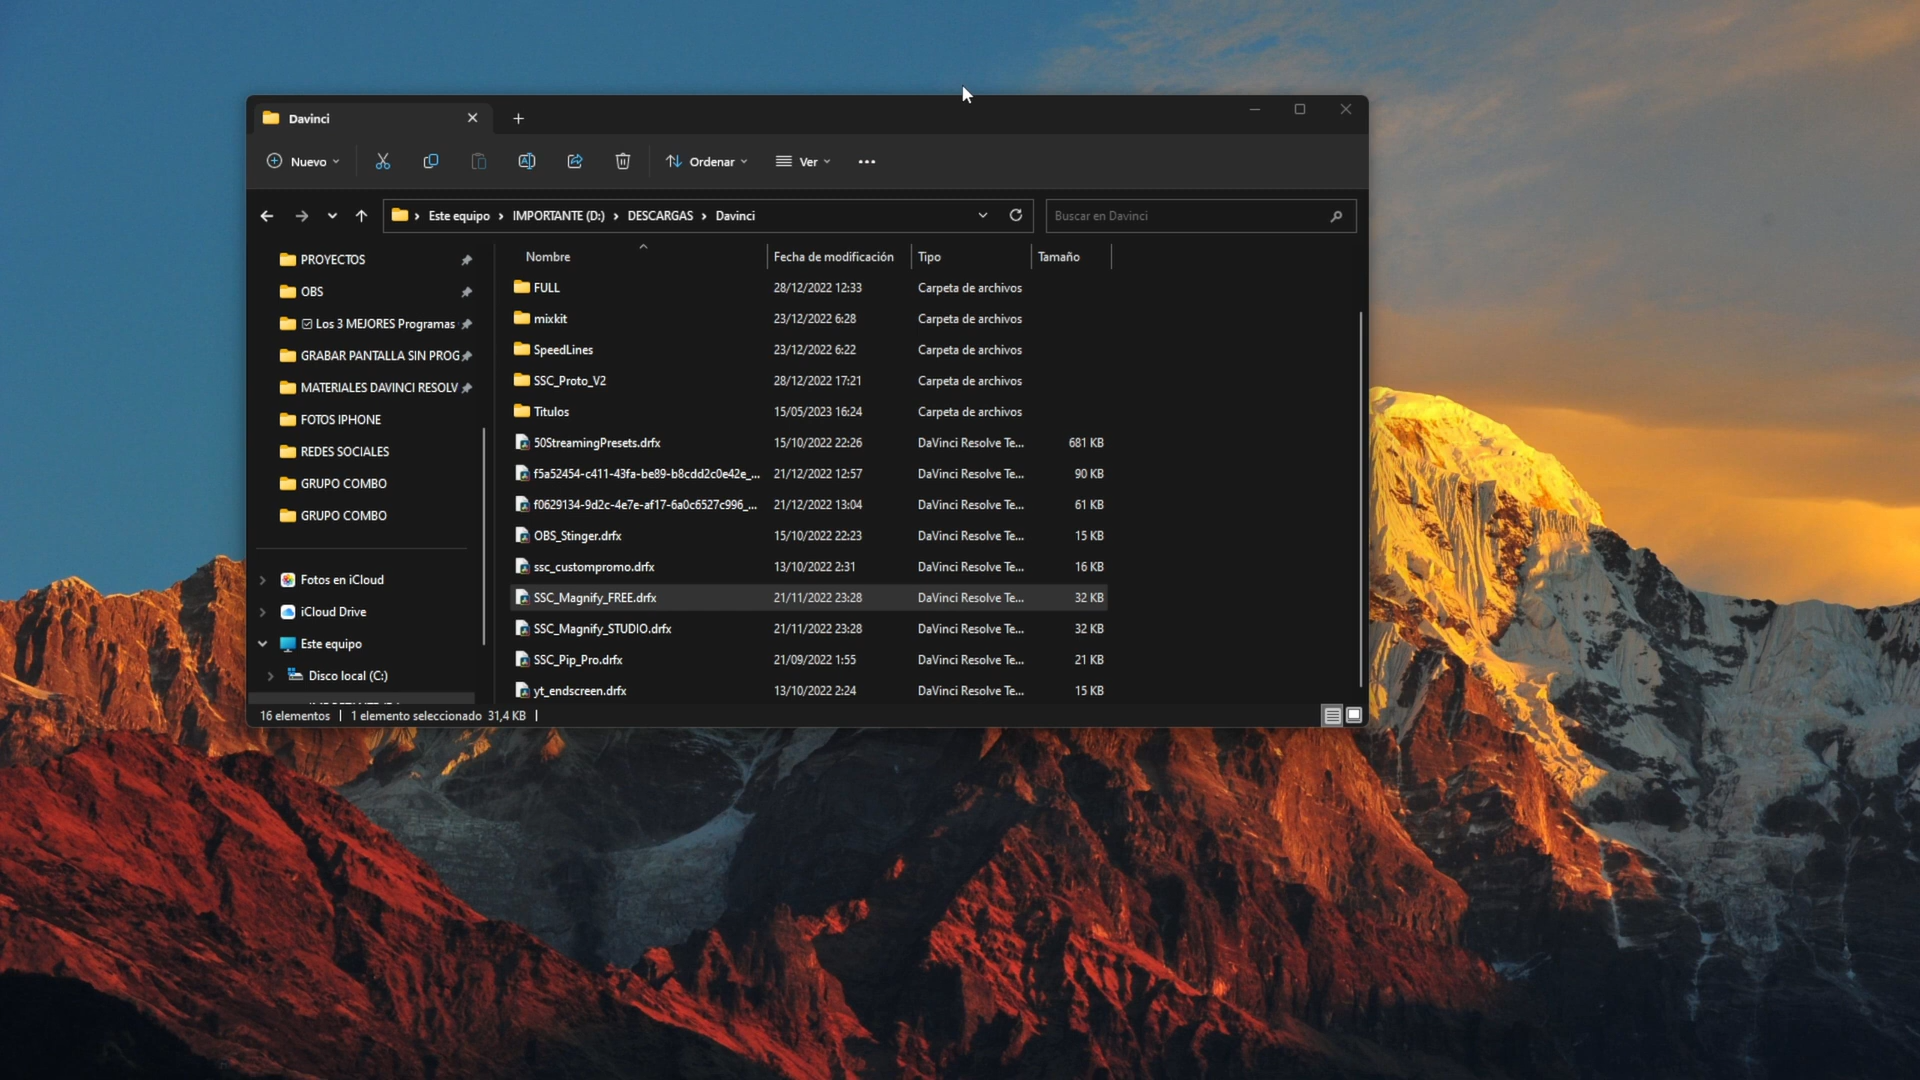 Davinci
Nuevo
Ordenar
Ver
Este equipo > IMPORTANTE (D:) > DESCARGAS > Davinci
Buscar en Davinci
PROYECTOS
OBS
Los 3 MEJORES Programas
GRABAR PANTALLA SIN PROG
MATERIALES DAVINCI RESOLV
FOTOS IPHONE
REDES SOCIALES
GRUPO COMBO
GRUPO COMBO
Fotos en iCloud
iCloud Drive
Este equipo
Disco local (C:)
Nombre Fecha de modificación Tipo Tamaño
FULL 28/12/2022 12:33 Carpeta de archivos
mixkit 23/12/2022 6:28 Carpeta de archivos
SpeedLines 23/12/2022 6:22 Carpeta de archivos
SSC_Proto_V2 28/12/2022 17:21 Carpeta de archivos
Titulos 15/05/2023 16:24 Carpeta de archivos
50StreamingPresets.drfx 15/10/2022 22:26 DaVinci Resolve Te... 681 KB
f5a52454-c411-43fa-be89-b8cdd2c0e42e_... 21/12/2022 12:57 DaVinci Resolve Te... 90 KB
f0629134-9d2c-4e7e-af17-6a0c6527c996_... 21/12/2022 13:04 DaVinci Resolve Te... 61 KB
OBS_Stinger.drfx 15/10/2022 22:23 DaVinci Resolve Te... 15 KB
ssc_custompromo.drfx 13/10/2022 2:31 DaVinci Resolve Te... 16 KB
SSC_Magnify_FREE.drfx 21/11/2022 23:28 DaVinci Resolve Te... 32 KB
SSC_Magnify_STUDIO.drfx 21/11/2022 23:28 DaVinci Resolve Te... 32 KB
SSC_Pip_Pro.drfx 21/09/2022 1:55 DaVinci Resolve Te... 21 KB
yt_endscreen.drfx 13/10/2022 2:24 DaVinci Resolve Te... 15 KB
16 elementos | 1 elemento seleccionado 31,4 KB |